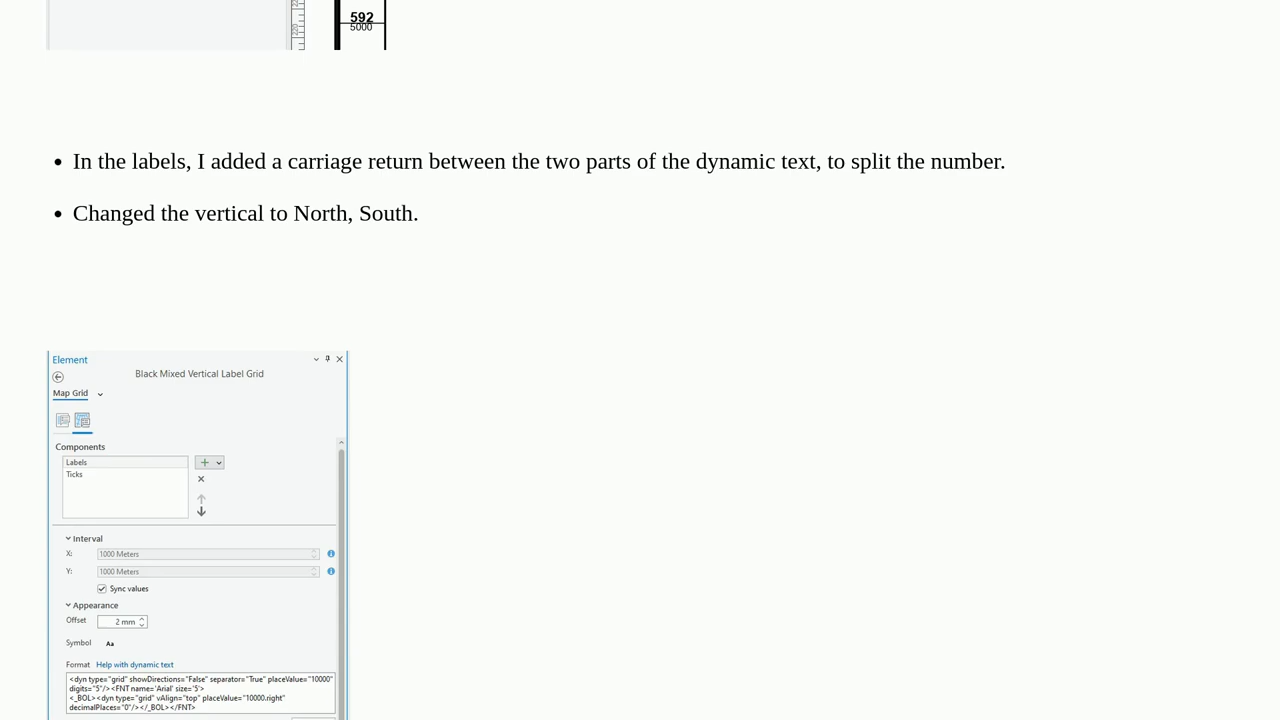 220
592
5000
• In the labels, I added a carriage return between the two parts of the dynamic text, to split the number.
• Changed the vertical to North, South.
Element
Black Mixed Vertical Label Grid
Map Grid
Components
Labels
Ticks
Interval
X: 1000 Meters
Y: 1000 Meters
Sync values
Appearance
Offset 2 mm
Symbol Aa
Format Help with dynamic text
<dyn type="grid" showDirections="False" separator="True" placeValue="10000"
digits="5"/><FNT name='Arial' size='5'>
<_BOL><dyn type="grid" vAlign="top" placeValue="10000.right"
decimalPlaces="0"/></_BOL></FNT>